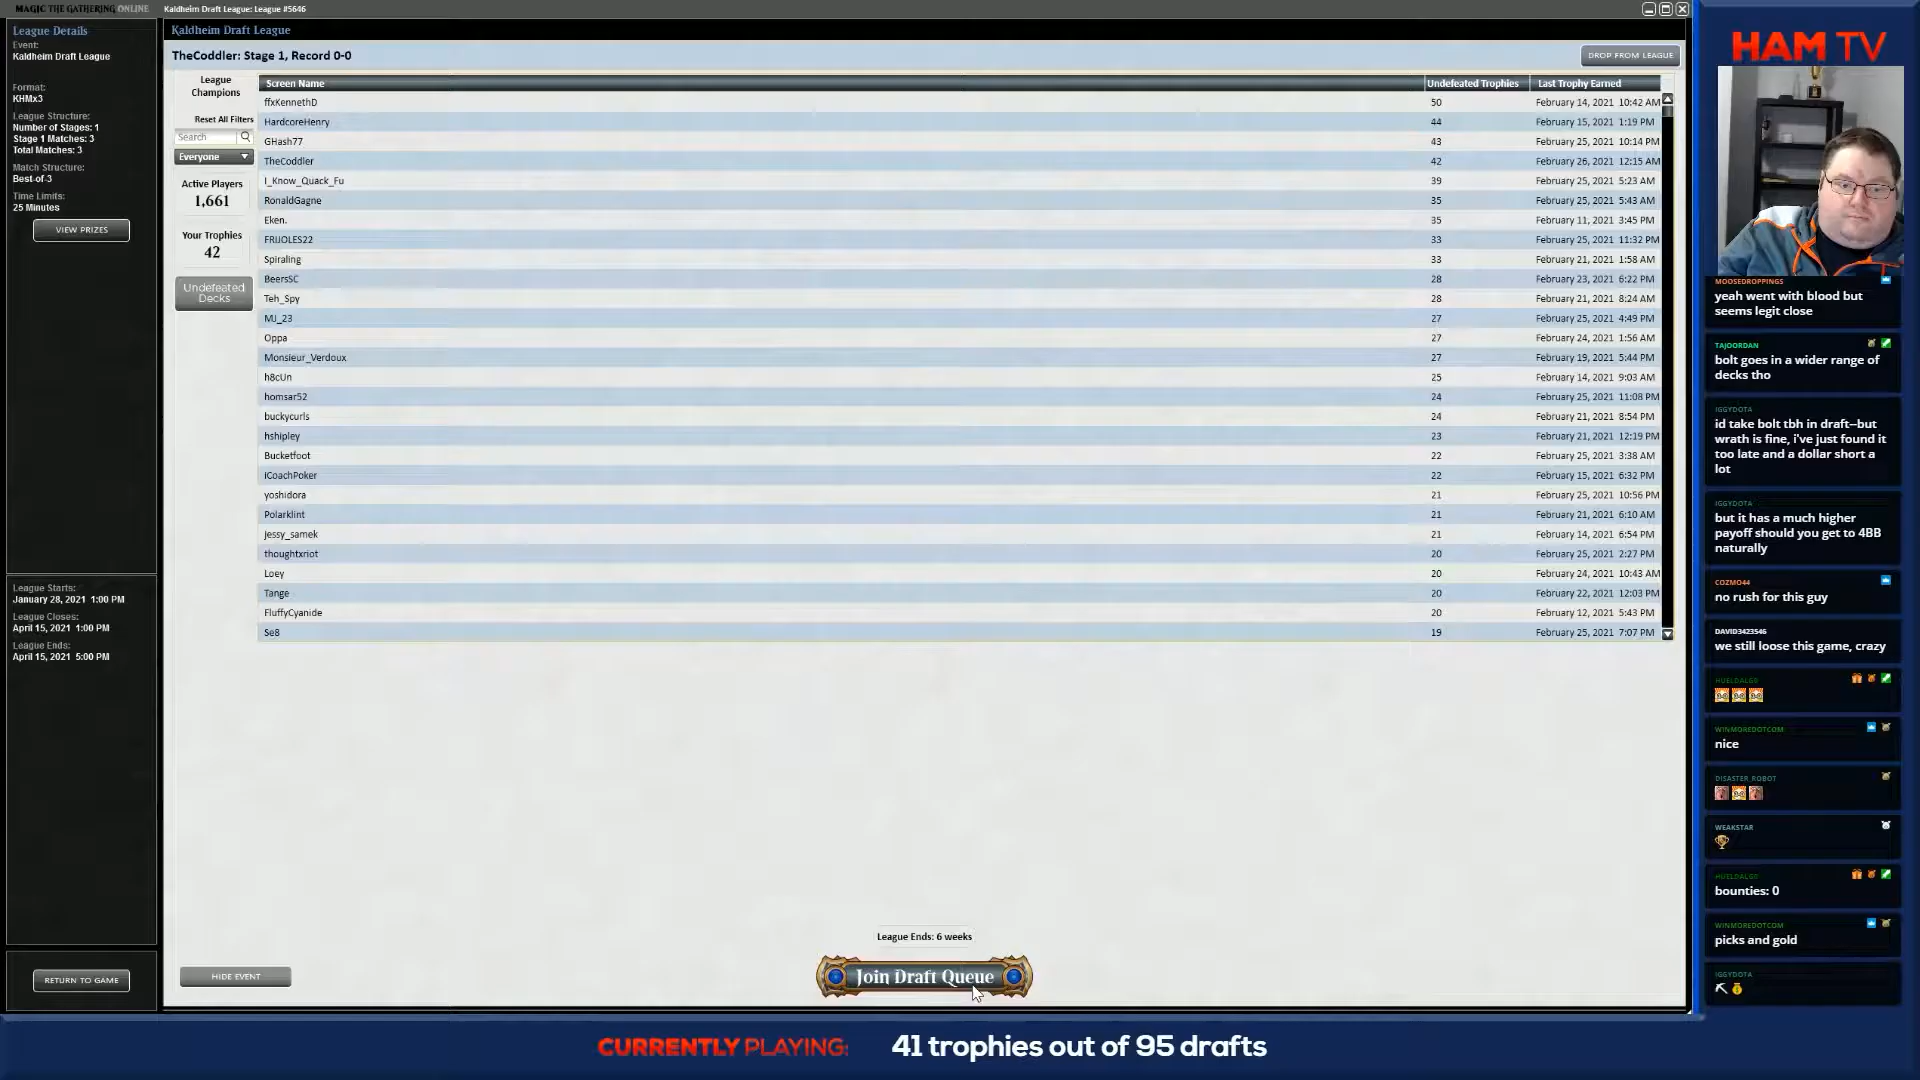 MAGIC THE GATHERING ONLINE
Kaldheim Draft League: League #5646
League Details
Event:
Kaldheim Draft League
Format:
KHMx3
League Structure:
Number of Stages: 1
Stage 1 Matches: 3
Total Matches: 3
Match Structure:
Best-of-3
Time Limits:
25 Minutes
VIEW PRIZES
League Starts:
January 28, 2021 1:00 PM
League Closes:
April 15, 2021 1:00 PM
League Ends:
April 15, 2021 5:00 PM
RETURN TO GAME
Kaldheim Draft League
TheCoddler: Stage 1, Record 0-0
DROP FROM LEAGUE
League
Champions
Reset All Filters
Search
Everyone
Active Players
1,661
Your Trophies
42
Undefeated
Decks
Screen Name Undefeated Trophies Last Trophy Earned
ffxKennethD 50 February 14, 2021 10:42 AM
HardcoreHenry 44 February 15, 2021 1:19 PM
GHash77 43 February 25, 2021 10:14 PM
TheCoddler 42 February 26, 2021 12:15 AM
I_Know_Quack_Fu 39 February 25, 2021 5:23 AM
RonaldGagne 35 February 25, 2021 5:43 AM
Eken. 35 February 11, 2021 3:45 PM
FRIJOLES22 33 February 25, 2021 11:32 PM
Spiraling 33 February 21, 2021 1:58 AM
BeersSC 28 February 23, 2021 6:22 PM
Teh_Spy 28 February 21, 2021 8:24 AM
MJ_23 27 February 25, 2021 4:49 PM
Oppa 27 February 24, 2021 1:56 AM
Monsieur_Verdoux 27 February 19, 2021 5:44 PM
h8cUn 25 February 14, 2021 9:03 AM
homsar52 24 February 25, 2021 11:08 PM
buckycurls 24 February 21, 2021 8:54 PM
hshipley 23 February 21, 2021 12:19 PM
Bucketfoot 22 February 25, 2021 3:38 AM
iCoachPoker 22 February 15, 2021 6:32 PM
yoshidora 21 February 25, 2021 10:56 PM
Polarklint 21 February 21, 2021 6:10 AM
jessy_samek 21 February 14, 2021 6:54 PM
thoughtxriot 20 February 25, 2021 2:27 PM
Loey 20 February 24, 2021 10:43 AM
Tange 20 February 22, 2021 12:03 PM
FluffyCyanide 20 February 12, 2021 5:43 PM
Se8 19 February 25, 2021 7:07 PM
League Ends: 6 weeks
HIDE EVENT
Join Draft Queue
HAM TV
MOOSEDROPPINGS
yeah went with blood but
seems legit close
TAJOORDAN
bolt goes in a wider range of
decks tho
IGGYDOTA
id take bolt tbh in draft--but
wrath is fine, i've just found it
too late and a dollar short a
lot
IGGYDOTA
but it has a much higher
payoff should you get to 4BB
naturally
COZMO44
no rush for this guy
DAVID3423546
we still loose this game, crazy
HUELDALGO
WINMOREDOTCOM
nice
DISASTER_ROBOT
WEAKSTAR
HUELDALGO
bounties: 0
WINMOREDOTCOM
picks and gold
IGGYDOTA
CURRENTLY PLAYING:
41 trophies out of 95 drafts